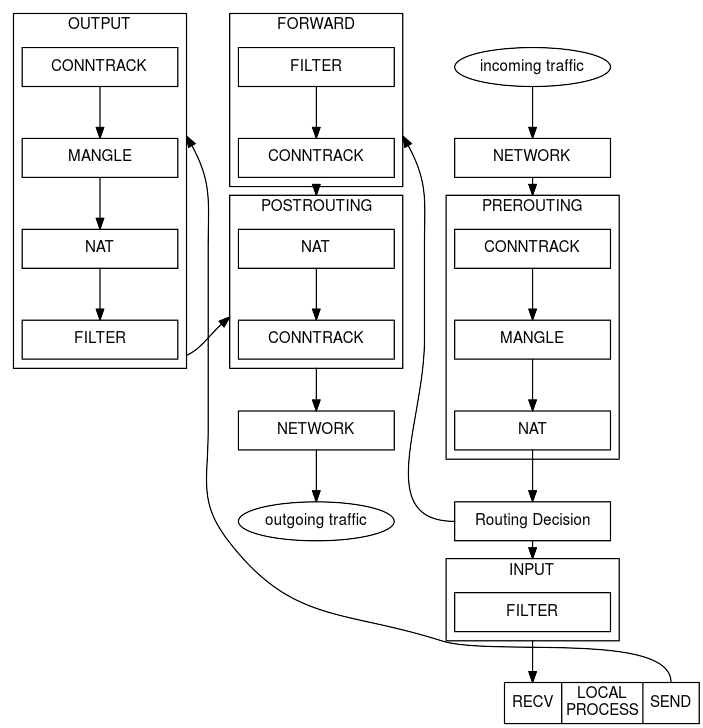 OUTPUT
CONNTRACK
MANGLE
NAT
FILTER
FORWARD
FILTER
CONNTRACK
POSTROUTING
NAT
CONNTRACK
NETWORK
outgoing traffic
incoming traffic
NETWORK
PREROUTING
CONNTRACK
MANGLE
NAT
Routing Decision
INPUT
FILTER
RECV
LOCAL
PROCESS
SEND